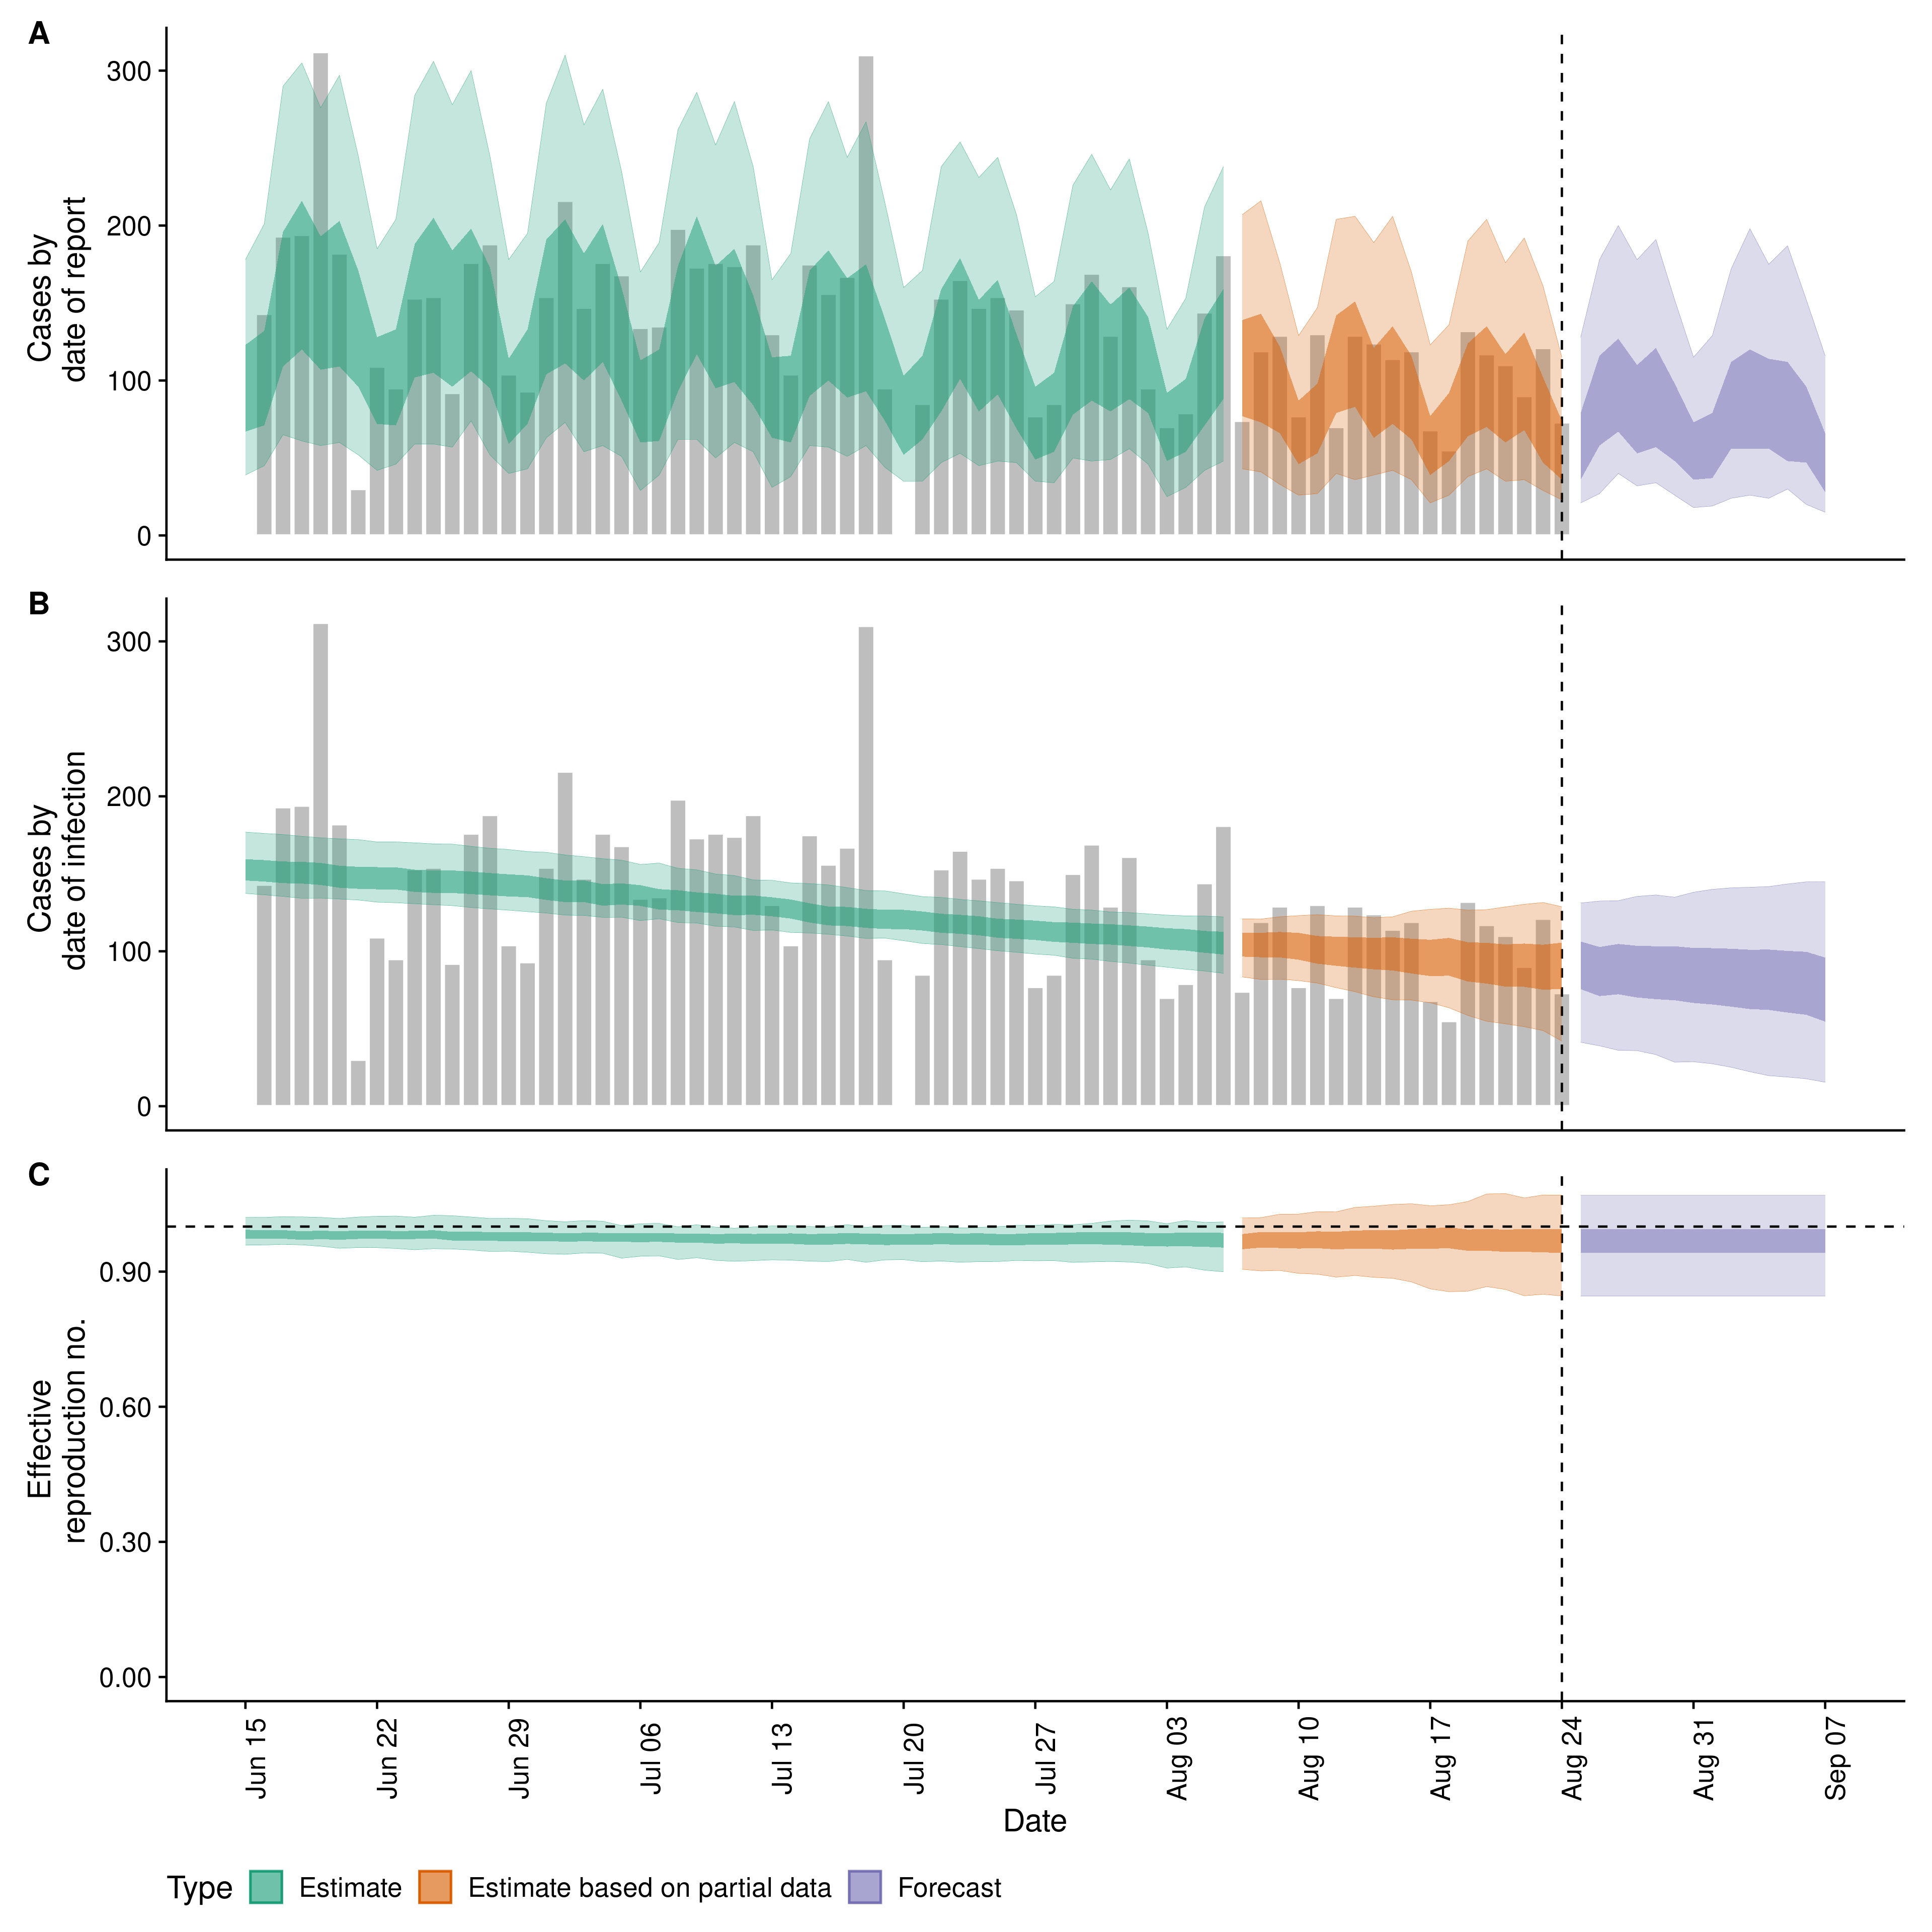 A
300
200
100
0
Cases by
date of report
B
300
200
100
0
Cases by
date of infection
C
0.90
0.60
0.30
0.00
Effective
reproduction no.
Jun 15
Jun 22
Jun 29
Jul 06
Jul 13
Jul 20
Jul 27
Aug 03
Aug 10
Aug 17
Aug 24
Aug 31
Sep 07
Date
Type Estimate Estimate based on partial data Forecast